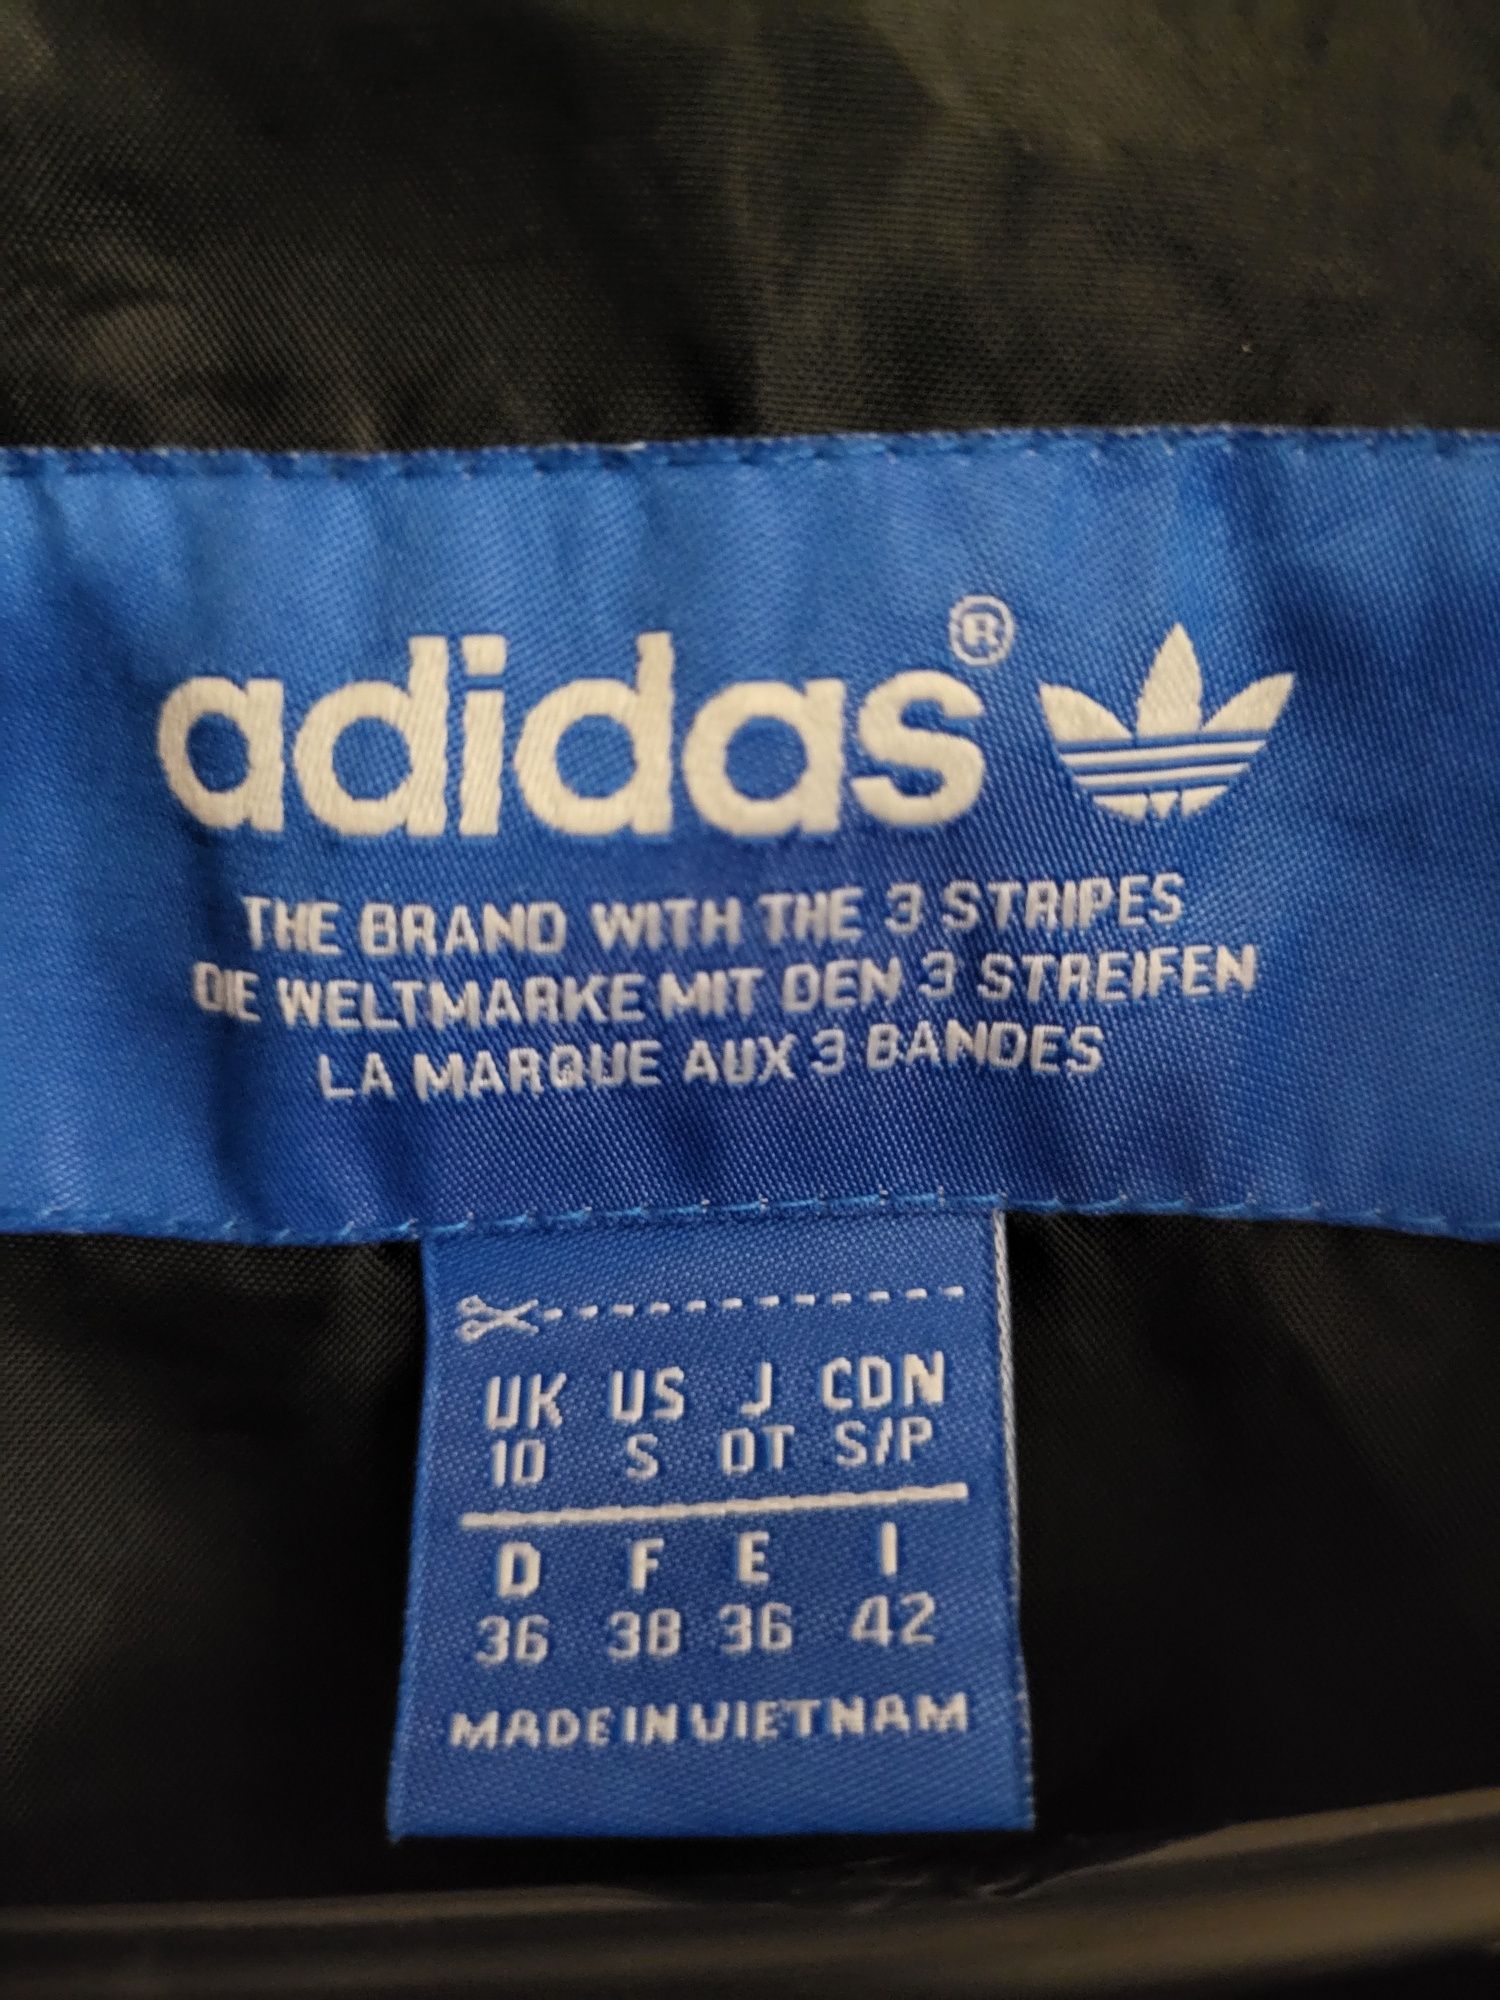 adidas®
THE BRAND WITH THE 3 STRIPES
DIE WELTMARKE MIT DEN 3 STREIFEN
LA MARQUE AUX 3 BANDES
UK US J CDN
10 S OT S/P
D F E I
36 38 36 42
MADE IN VIETNAM